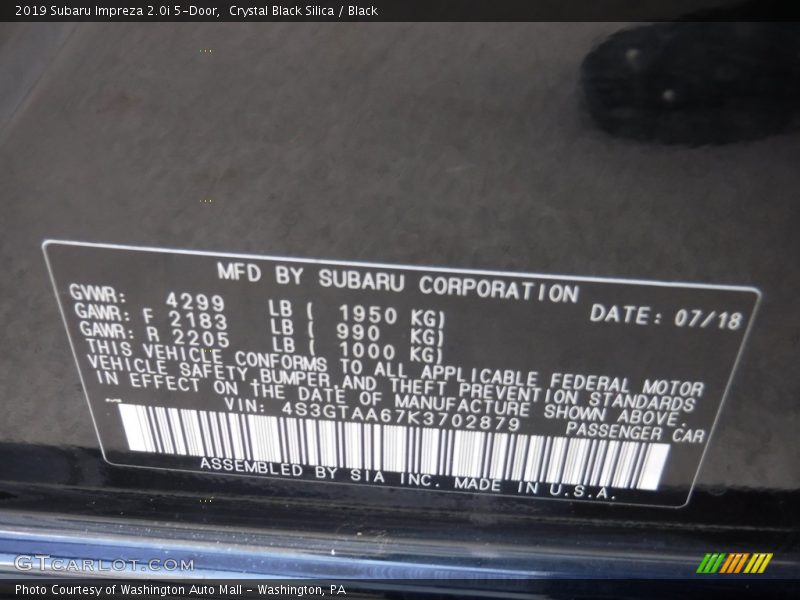 2019 Subaru Impreza 2.0i 5-Door,  Crystal Black Silica / Black
MFD BY SUBARU CORPORATION
GVWR: 4299 LB ( 1950 KG) DATE: 07/18
GAWR: F 2183 LB ( 990 KG)
GAWR: R 2205 LB ( 1000 KG)
THIS VEHICLE CONFORMS TO ALL APPLICABLE FEDERAL MOTOR
VEHICLE SAFETY BUMPER,AND THEFT PREVENTION STANDARDS
IN EFFECT ON THE DATE OF MANUFACTURE SHOWN ABOVE.
VIN: 4S3GTAA67K3702879 PASSENGER CAR
ASSEMBLED BY SIA INC. MADE IN U.S.A.
GTCARLOT.COM
Photo Courtesy of Washington Auto Mall - Washington, PA